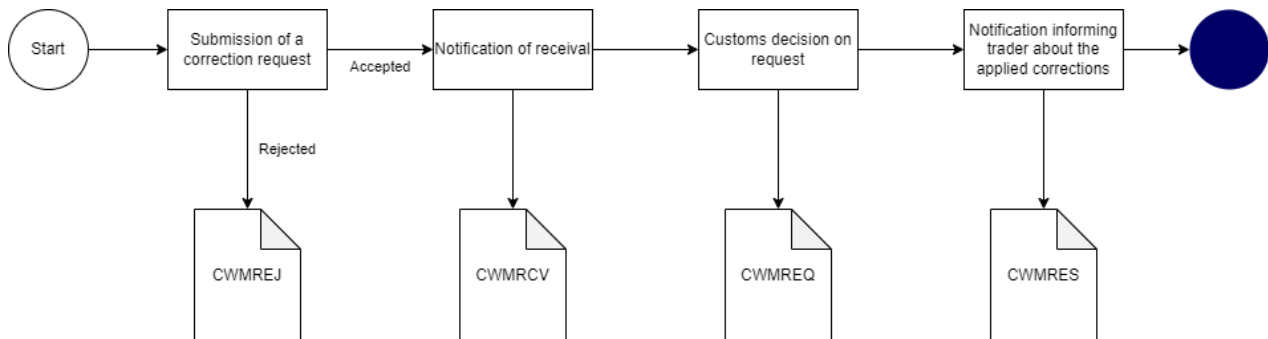 Start
Submission of a
correction request
Accepted
Notification of receival
Customs decision on
request
Notification informing
trader about the
applied corrections
Rejected
CWMREJ
CWMRCV
CWMREQ
CWMRES